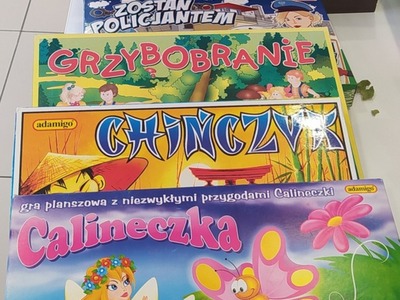 ZOSTAŃ
POLICJANTEM
GRZYBOBRANIE
adamigo
CHIŃCZYK
gra planszowa z niezwykłymi przygodami Calineczki
adamigo
Calineczka